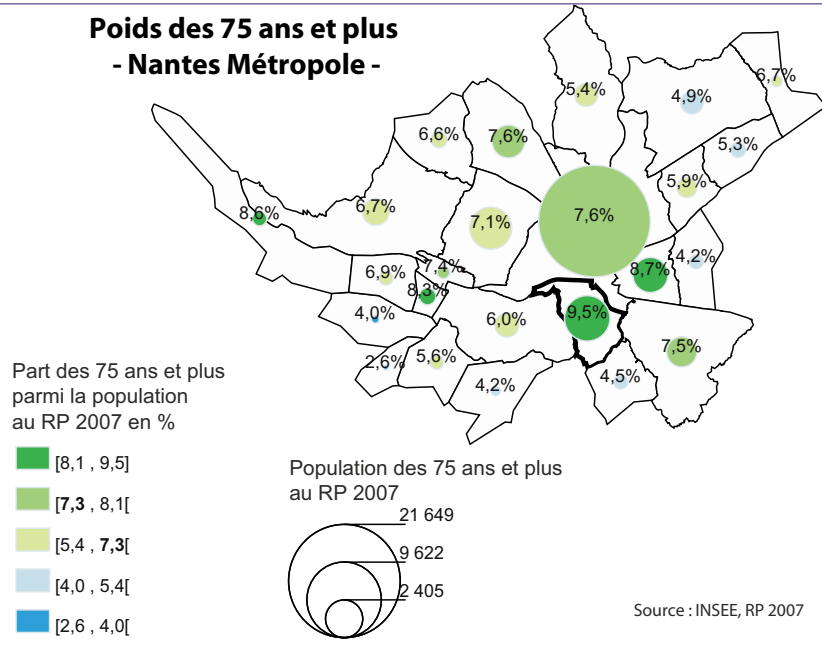 Poids des 75 ans et plus
- Nantes Métropole -
6,7%
5,4%
4,9%
6,6%
7,6%
5,3%
5,9%
8,6%
6,7%
7,1%
7,6%
4,2%
6,9%
7,4%
8,7%
8,3%
4,0%
6,0%
9,5%
7,5%
2,6%
5,6%
4,2%
4,5%
Part des 75 ans et plus
parmi la population
au RP 2007 en %
[8,1 , 9,5]
[7,3 , 8,1[
[5,4 , 7,3[
[4,0 , 5,4[
[2,6 , 4,0[
Population des 75 ans et plus
au RP 2007
21 649
9 622
2 405
Source : INSEE, RP 2007